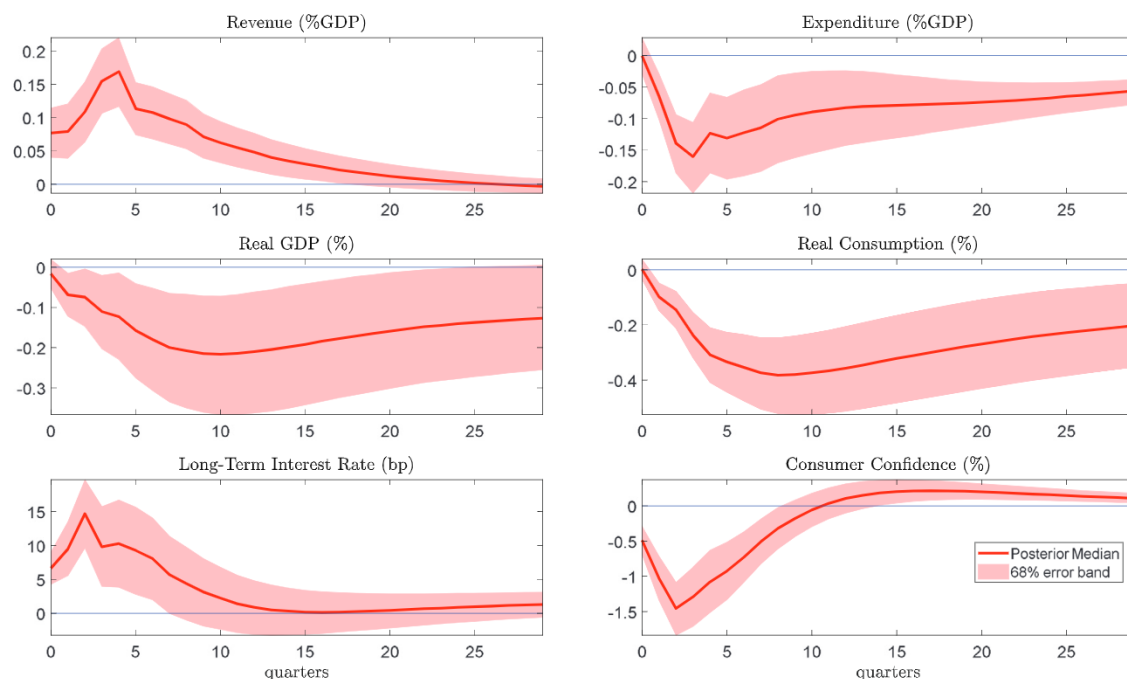 Revenue (%GDP)
0.2
0.15
0.1
0.05
0
0 5 10 15 20 25
Expenditure (%GDP)
0
-0.05
-0.1
-0.15
-0.2
0 5 10 15 20 25
Real GDP (%)
0
-0.1
-0.2
-0.3
0 5 10 15 20 25
Real Consumption (%)
0
-0.2
-0.4
0 5 10 15 20 25
Long-Term Interest Rate (bp)
15
10
5
0
0 5 10 15 20 25
quarters
Consumer Confidence (%)
0
-0.5
-1
-1.5
Posterior Median
68% error band
0 5 10 15 20 25
quarters